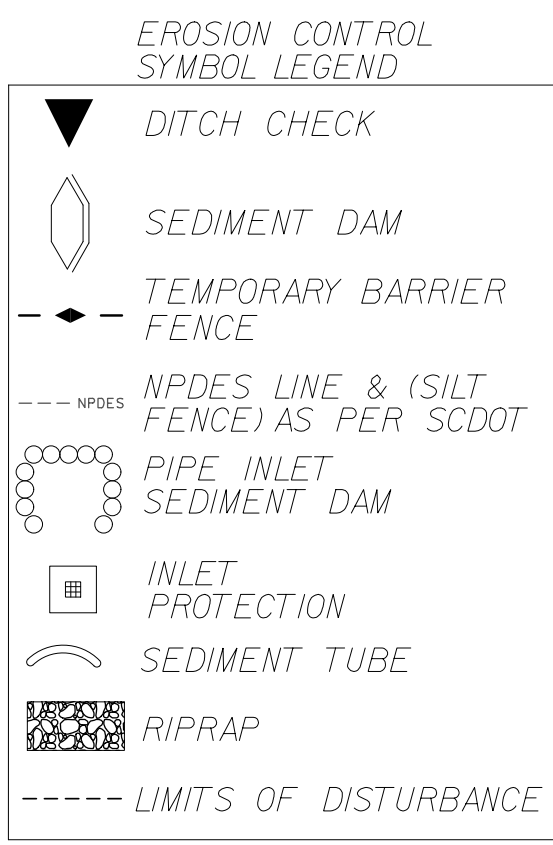 EROSION CONTROL
SYMBOL LEGEND
DITCH CHECK
SEDIMENT DAM
TEMPORARY BARRIER
FENCE
NPDES
NPDES LINE & (SILT
FENCE) AS PER SCDOT
PIPE INLET
SEDIMENT DAM
INLET
PROTECTION
SEDIMENT TUBE
RIPRAP
LIMITS OF DISTURBANCE